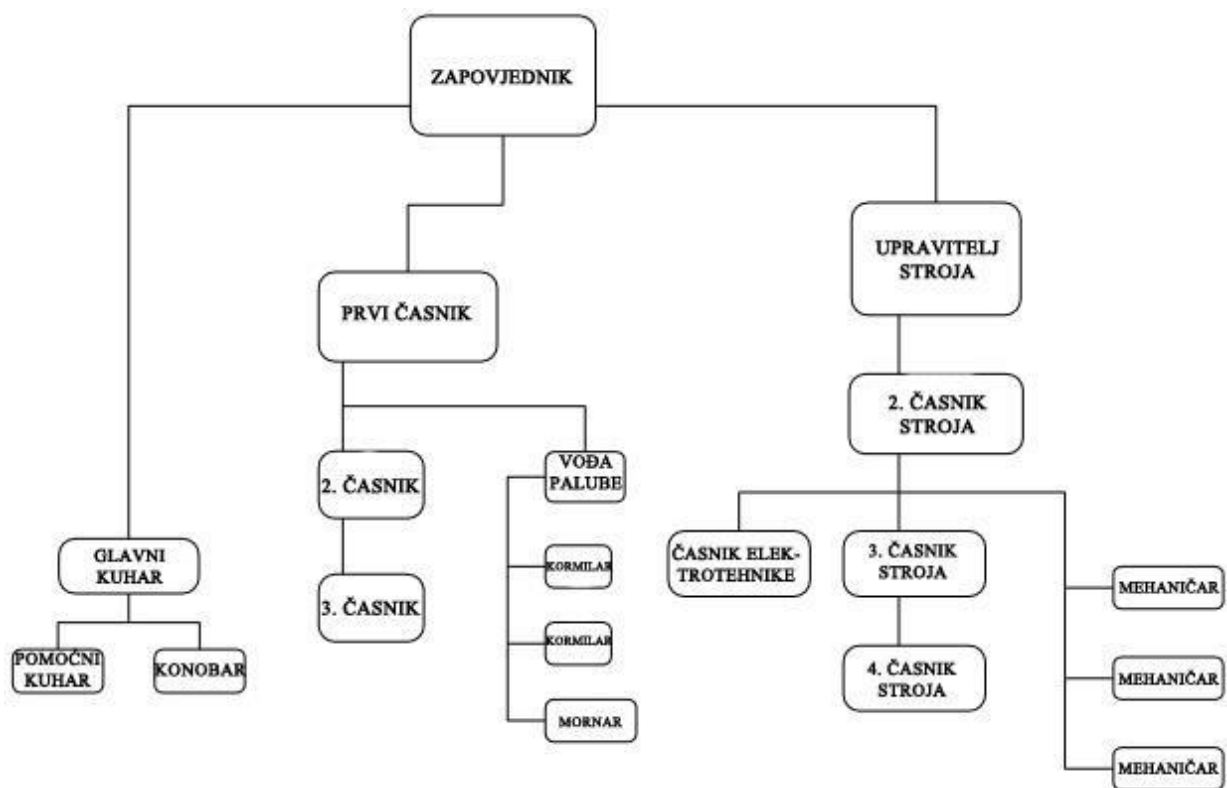 ZAPOVJEDNIK
UPRAVITELJ
STROJA
PRVI ČASNIK
2. ČASNIK
STROJA
2. ČASNIK
VOĐA
PALUBE
GLAVNI
KUHAR
KORMILAR
ČASNIK ELEK-
TROTEHNIKE
3. ČASNIK
STROJA
MEHANIČAR
3. ČASNIK
KORMILAR
POMOĆNI
KUHAR
KONOBAR
4. ČASNIK
STROJA
MEHANIČAR
MORNAR
MEHANIČAR